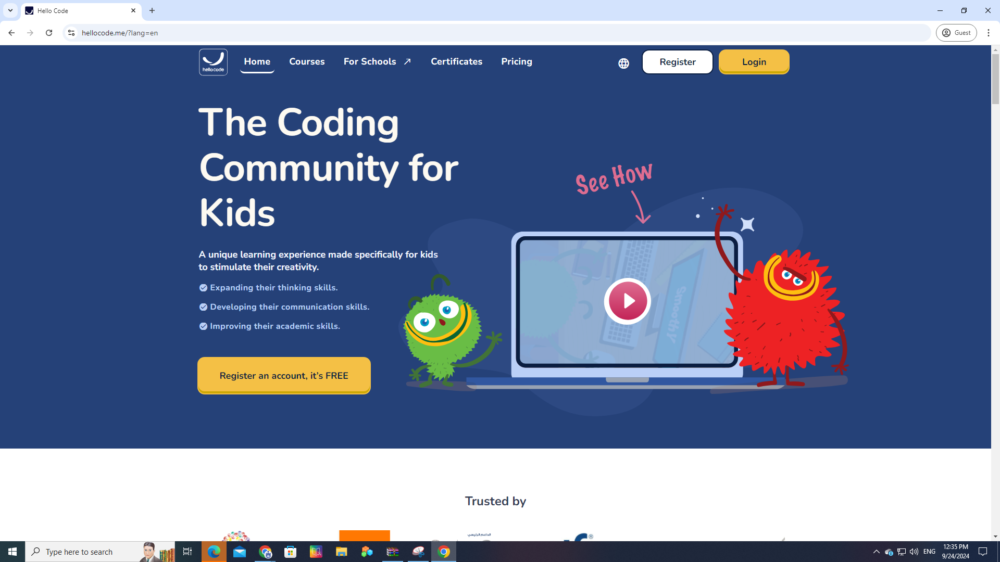 Hello Code
hellocode.me/?lang=en
Guest
hello code
Home
Courses
For Schools
Certificates
Pricing
Register
Login
The Coding
Community for
Kids
See How
A unique learning experience made specifically for kids
to stimulate their creativity.
Expanding their thinking skills.
Developing their communication skills.
Improving their academic skills.
Smoothly
Register an account, it's FREE
Trusted by
الداعم الرئيسي
Type here to search
ENG
12:35 PM
9/24/2024